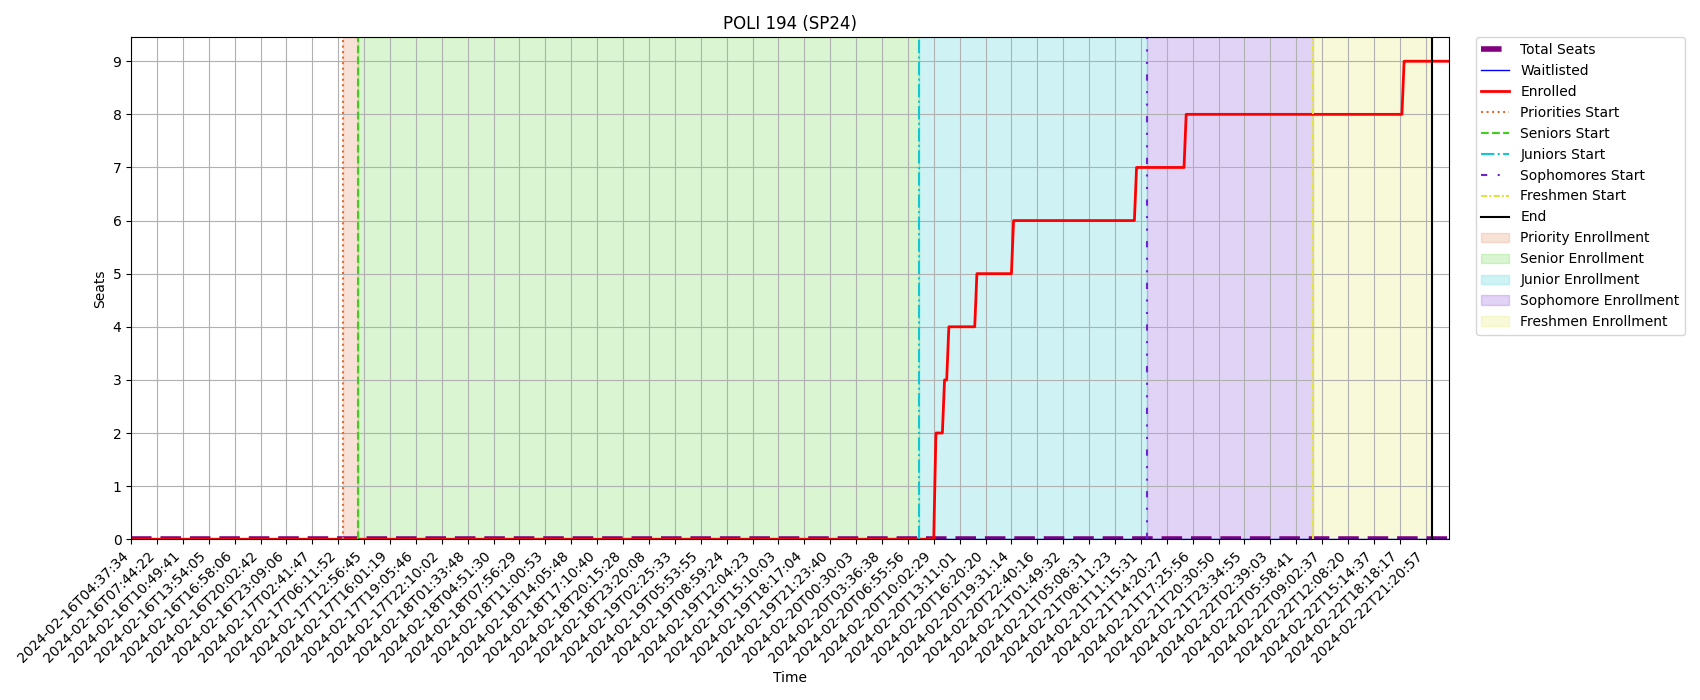 POLI 194 (SP24)
Seats
9
8
7
6
5
4
3
2
1
0
2024-02-16T04:37:34
2024-02-16T07:44:22
2024-02-16T10:49:41
2024-02-16T13:54:05
2024-02-16T16:58:06
2024-02-16T20:02:42
2024-02-16T23:09:06
2024-02-17T02:41:47
2024-02-17T06:11:52
2024-02-17T12:56:45
2024-02-17T16:01:19
2024-02-17T19:05:46
2024-02-17T22:10:02
2024-02-18T01:33:48
2024-02-18T04:51:30
2024-02-18T07:56:29
2024-02-18T11:00:53
2024-02-18T14:05:48
2024-02-18T17:10:40
2024-02-18T20:15:28
2024-02-18T23:20:08
2024-02-19T02:25:33
2024-02-19T05:53:55
2024-02-19T08:59:24
2024-02-19T12:04:23
2024-02-19T15:10:03
2024-02-19T18:17:04
2024-02-19T21:23:40
2024-02-20T00:30:03
2024-02-20T03:36:38
2024-02-20T06:55:56
2024-02-20T10:02:29
2024-02-20T13:11:01
2024-02-20T16:20:20
2024-02-20T19:31:14
2024-02-20T22:40:16
2024-02-21T01:49:32
2024-02-21T05:08:31
2024-02-21T08:11:23
2024-02-21T11:15:31
2024-02-21T14:20:27
2024-02-21T17:25:56
2024-02-21T20:30:50
2024-02-21T23:34:55
2024-02-22T02:39:03
2024-02-22T05:58:41
2024-02-22T09:02:37
2024-02-22T12:08:20
2024-02-22T15:14:37
2024-02-22T18:18:17
2024-02-22T21:20:57
Time
Total Seats
Waitlisted
Enrolled
Priorities Start
Seniors Start
Juniors Start
Sophomores Start
Freshmen Start
End
Priority Enrollment
Senior Enrollment
Junior Enrollment
Sophomore Enrollment
Freshmen Enrollment